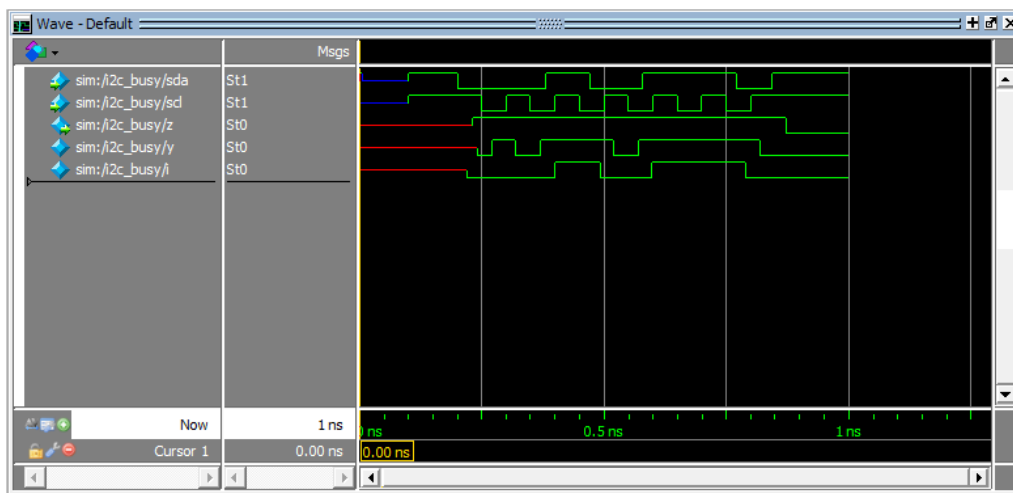 Wave - Default
Msgs
sim:/i2c_busy/sda St1
sim:/i2c_busy/scl St1
sim:/i2c_busy/z St0
sim:/i2c_busy/y St0
sim:/i2c_busy/i St0
Now 1 ns
ns 0.5 ns 1 ns
Cursor 1 0.00 ns 0.00 ns